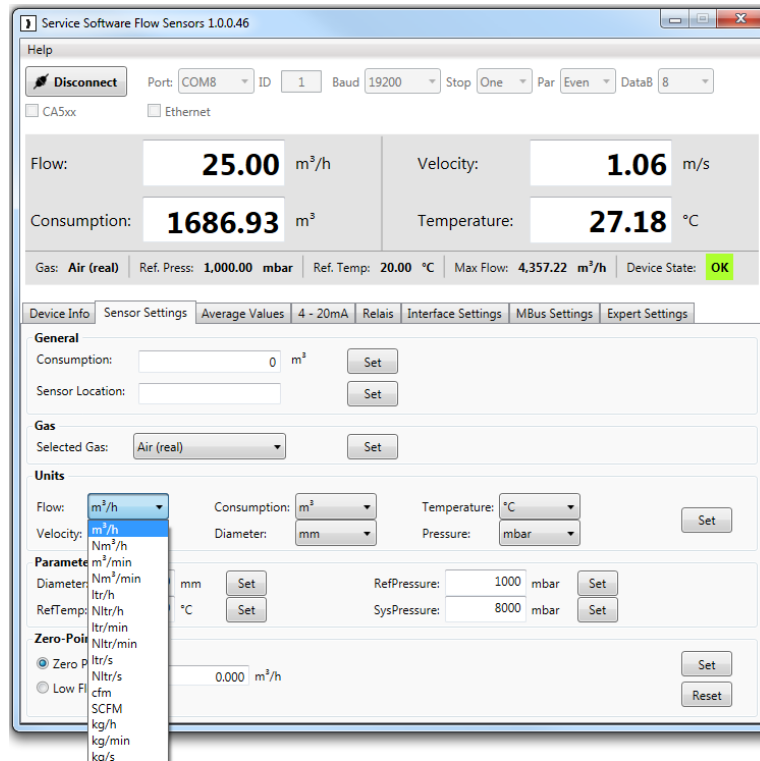 Service Software Flow Sensors 1.0.0.46
Help
Disconnect Port: COM8 ID 1 Baud 19200 Stop One Par Even DataB 8
CA5xx Ethernet
Flow: 25.00 m³/h Velocity: 1.06 m/s
Consumption: 1686.93 m³ Temperature: 27.18 °C
Gas: Air (real) Ref. Press: 1,000.00 mbar Ref. Temp: 20.00 °C Max Flow: 4,357.22 m³/h Device State: OK
Device Info Sensor Settings Average Values 4 - 20mA Relais Interface Settings MBus Settings Expert Settings
General
Consumption: 0 m³ Set
Sensor Location: Set
Gas
Selected Gas: Air (real) Set
Units
Flow: m³/h Consumption: m³ Temperature: °C
Set
Velocity: Diameter: mm Pressure: mbar
m³/h
Nm³/h
m³/min
Nm³/min
ltr/h
Nltr/h
ltr/min
Nltr/min
ltr/s
Nltr/s
cfm
SCFM
kg/h
kg/min
kg/s
Diameter: mm Set RefPressure: 1000 mbar Set
RefTemp: °C Set SysPressure: 8000 mbar Set
0.000 m³/h Set
Reset